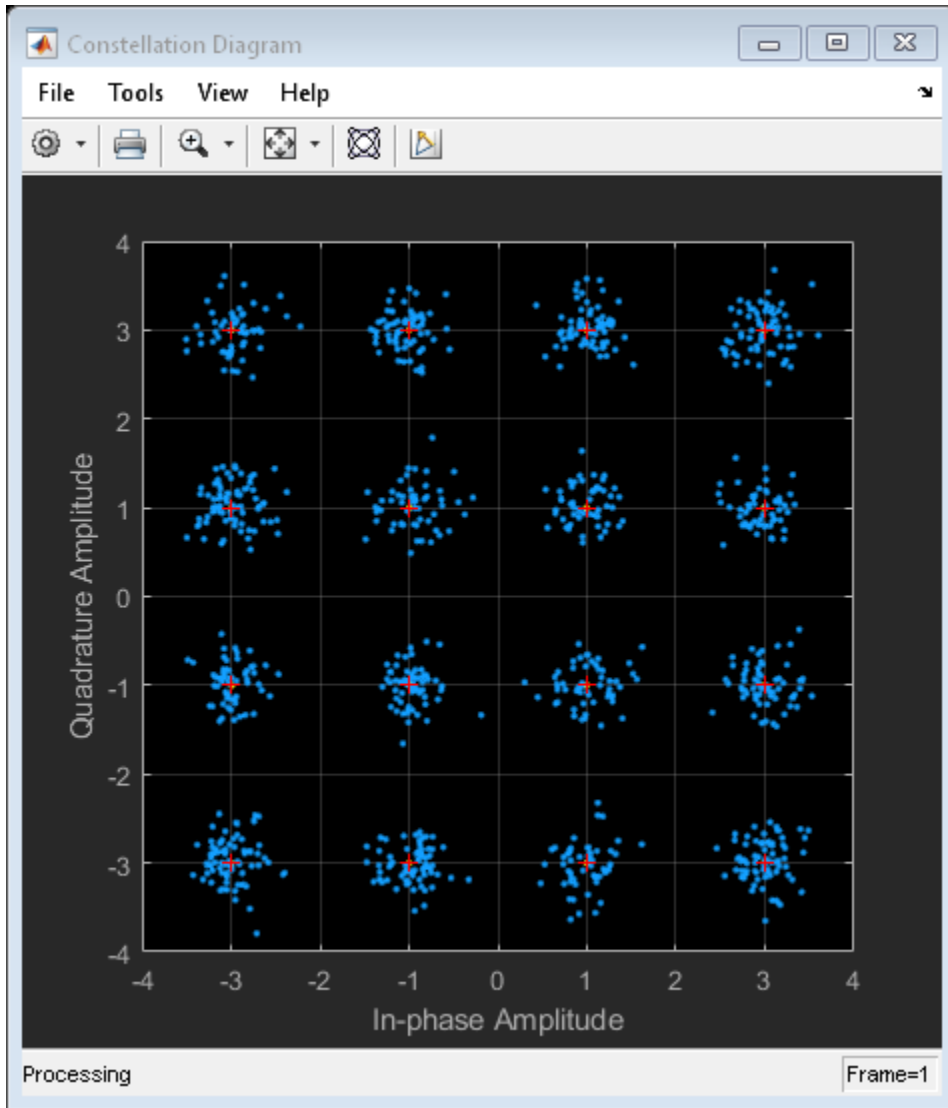 Constellation Diagram
File Tools View Help
4
3
2
1
0
-1
-2
-3
-4
Quadrature Amplitude
-4 -3 -2 -1 0 1 2 3 4
In-phase Amplitude
Processing Frame=1